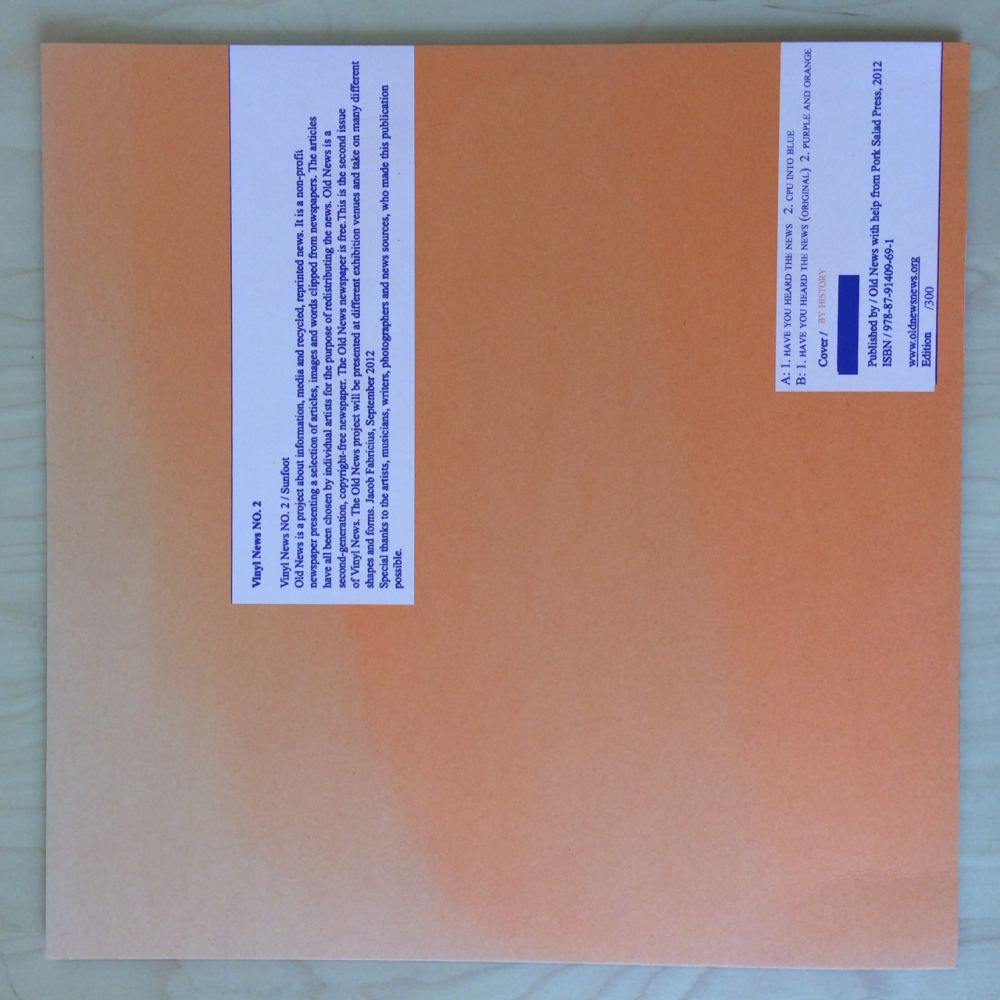 Vinyl News NO. 2
Vinyl News NO. 2 / Sunfoot
Old News is a project about information, media and recycled, reprinted news. It is a non-profit
newspaper presenting a selection of articles, images and words clipped from newspapers. The articles
have all been chosen by individual artists for the purpose of redistributing the news. Old News is a
second-generation, copyright-free newspaper. The Old News newspaper is free.This is the second issue
of Vinyl News. The Old News project will be presented at different exhibition venues and take on many different
shapes and forms. Jacob Fabricius, September 2012
Special thanks to the artists, musicians, writers, photographers and news sources, who made this publication
possible.
A: 1. HAVE YOU HEARD THE NEWS 2. CPU INTO BLUE
B: 1. HAVE YOU HEARD THE NEWS (ORIGINAL) 2. PURPLE AND ORANGE
Cover / BY HISTORY
Published by / Old News with help from Pork Salad Press, 2012
ISBN / 978-87-91409-69-1
www.oldnewsnews.org
Edition /300